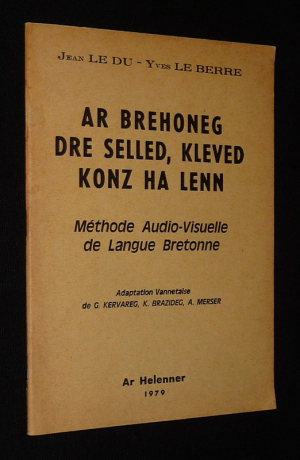 Jean LE DU - Yves LE BERRE
AR BREHONEG
DRE SELLED, KLEVED
KONZ HA LENN
Méthode Audio-Visuelle
de Langue Bretonne
Adaptation Vannetaise
de G. KERVAREG, K. BRAZIDEG, A. MERSER
Ar Helenner
1979